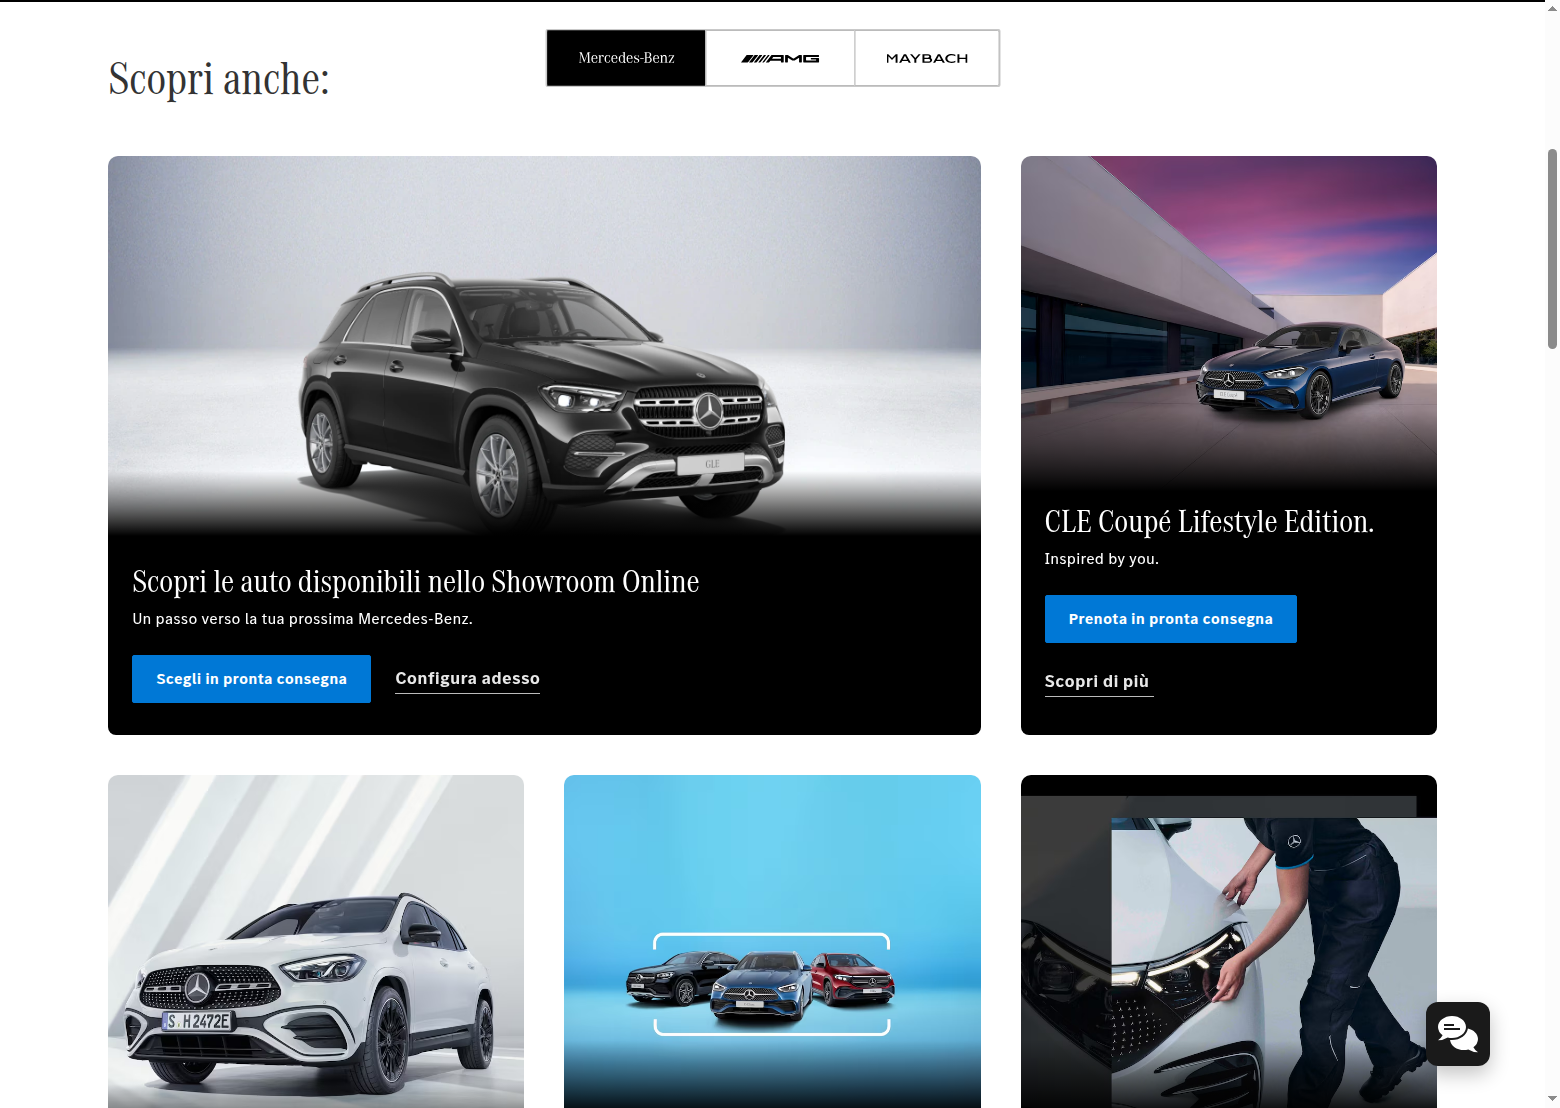 Scopri anche:
Mercedes-Benz
AMG
MAYBACH
GLE
Scopri le auto disponibili nello Showroom Online
Un passo verso la tua prossima Mercedes-Benz.
Scegli in pronta consegna
Configura adesso
CLE Coupé Lifestyle Edition.
Inspired by you.
Prenota in pronta consegna
Scopri di più
S H 2472E